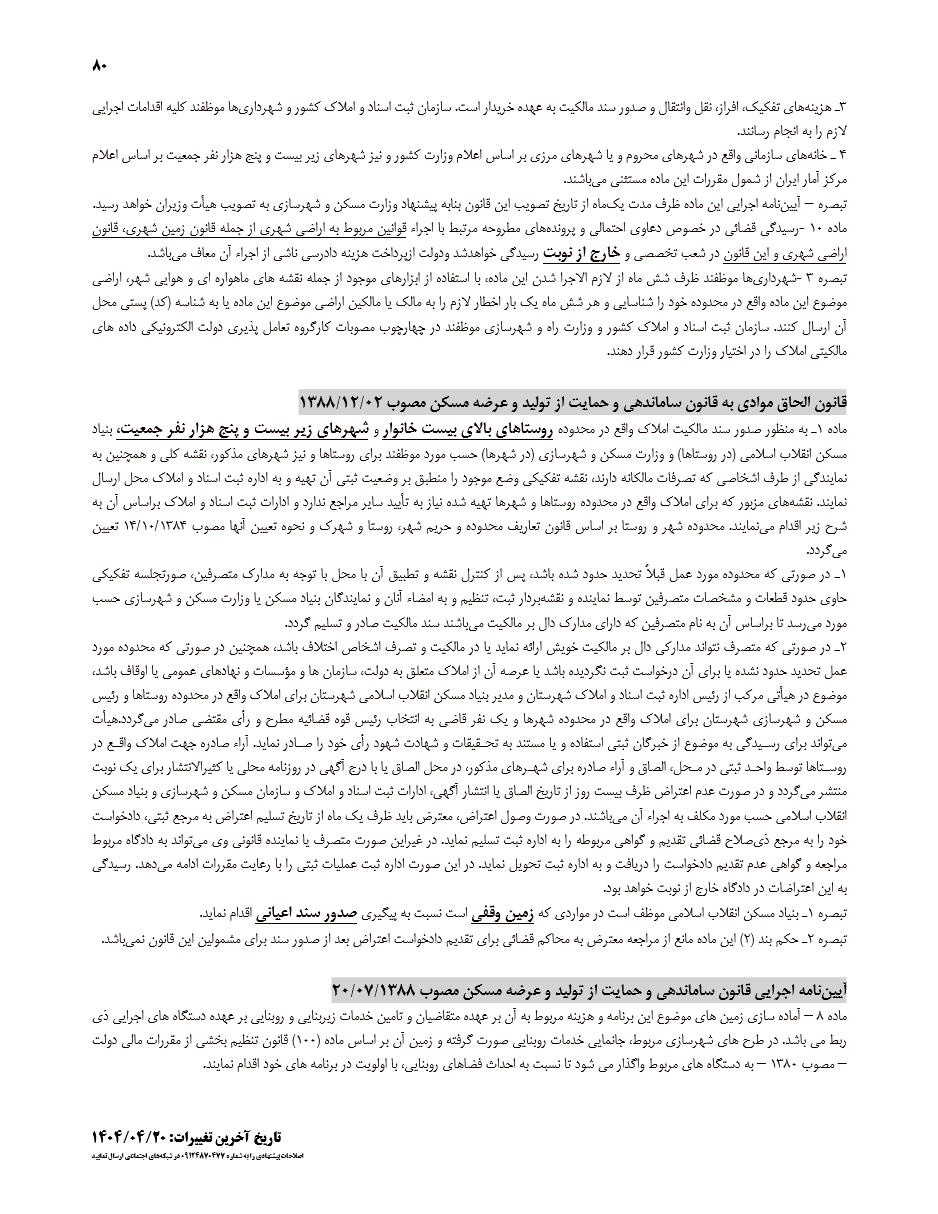 ۸۰
۳ـ هزینه‌های تفکیک، افراز، نقل وانتقال و صدور سند مالکیت به عهده خریدار است. سازمان ثبت اسناد و املاک کشور و شهرداری‌ها موظفند کلیه اقدامات اجرایی
لازم را به انجام رسانند.
۴ ـ خانه‌های سازمانی واقع در شهرهای محروم و یا شهرهای مرزی بر اساس اعلام وزارت کشور و نیز شهرهای زیر بیست و پنج هزار نفر جمعیت بر اساس اعلام
مرکز آمار ایران از شمول مقررات این ماده مستثنی می‌باشند.
تبصره – آیین‌نامه اجرایی این ماده ظرف مدت یک‌ماه از تاریخ تصویب این قانون بنابه پیشنهاد وزارت مسکن و شهرسازی به تصویب هیأت وزیران خواهد رسید.
ماده ۱۰ -رسیدگی قضائی در خصوص دعاوی احتمالی و پرونده‌های مطروحه مرتبط با اجراء قوانین مربوط به اراضی شهری از جمله قانون زمین شهری، قانون
اراضی شهری و این قانون در شعب تخصصی و خارج از نوبت رسیدگی خواهدشد ودولت ازپرداخت هزینه دادرسی ناشی از اجراء آن معاف می‌باشد.
تبصره ۳ -شهرداری‌ها موظفند ظرف شش ماه از لازم الاجرا شدن این ماده، با استفاده از ابزارهای موجود از جمله نقشه های ماهواره ای و هوایی شهر، اراضی
موضوع این ماده واقع در محدوده خود را شناسایی و هر شش ماه یک بار اخطار لازم را به مالک یا مالکین اراضی موضوع این ماده یا به شناسه (کد) پستی محل
آن ارسال کنند. سازمان ثبت اسناد و املاک کشور و وزارت راه و شهرسازی موظفند در چهارچوب مصوبات کارگروه تعامل پذیری دولت الکترونیکی داده های
مالکیتی املاک را در اختیار وزارت کشور قرار دهند.
قانون الحاق موادی به قانون ساماندهی و حمایت از تولید و عرضه مسکن مصوب ۱۳۸۸/۱۲/۰۲
ماده ۱ـ به منظور صدور سند مالکیت املاک واقع در محدوده روستاهای بالای بیست خانوار و شهرهای زیر بیست و پنج هزار نفر جمعیت، بنیاد
مسکن انقلاب اسلامی (در روستاها) و وزارت مسکن و شهرسازی (در شهرها) حسب مورد موظفند برای روستاها و نیز شهرهای مذکور، نقشه کلی و همچنین به
نمایندگی از طرف اشخاصی که تصرفات مالکانه دارند، نقشه تفکیکی وضع موجود را منطبق بر وضعیت ثبتی آن تهیه و به اداره ثبت اسناد و املاک محل ارسال
نمایند. نقشه‌های مزبور که برای املاک واقع در محدوده روستاها و شهرها تهیه شده نیاز به تأیید سایر مراجع ندارد و ادارات ثبت اسناد و املاک براساس آن به
شرح زیر اقدام می‌نمایند. محدوده شهر و روستا بر اساس قانون تعاریف محدوده و حریم شهر، روستا و شهرک و نحوه تعیین آنها مصوب ۱۴/۱۰/۱۳۸۴ تعیین
می‌گردد.
۱ـ در صورتی که محدوده مورد عمل قبلاً تحدید حدود شده باشد، پس از کنترل نقشه و تطبیق آن با محل با توجه به مدارک متصرفین، صورتجلسه تفکیکی
حاوی حدود قطعات و مشخصات متصرفین توسط نماینده و نقشه‌بردار ثبت، تنظیم و به امضاء آنان و نمایندگان بنیاد مسکن یا وزارت مسکن و شهرسازی حسب
مورد می‌رسد تا براساس آن به نام متصرفین که دارای مدارک دال بر مالکیت می‌باشند سند مالکیت صادر و تسلیم گردد.
۲ـ در صورتی که متصرف نتواند مدارکی دال بر مالکیت خویش ارائه نماید یا در مالکیت و تصرف اشخاص اختلاف باشد، همچنین در صورتی که محدوده مورد
عمل تحدید حدود نشده یا برای آن درخواست ثبت نگردیده باشد یا عرصه آن از املاک متعلق به دولت، سازمان ها و مؤسسات و نهادهای عمومی یا اوقاف باشد،
موضوع در هیأتی مرکب از رئیس اداره ثبت اسناد و املاک شهرستان و مدیر بنیاد مسکن انقلاب اسلامی شهرستان برای املاک واقع در محدوده روستاها و رئیس
مسکن و شهرسازی شهرستان برای املاک واقع در محدوده شهرها و یک نفر قاضی به انتخاب رئیس قوه قضائیه مطرح و رأی مقتضی صادر می‌گردد.هیأت
می‌تواند برای رسـیدگی به موضوع از خبرگان ثبتی استفاده و یا مستند به تحـقیقات و شهادت شهود رأی خود را صـادر نماید. آراء صادره جهت املاک واقـع در
روسـتاها توسط واحـد ثبتی در مـحل، الصاق و آراء صادره برای شهـرهای مذکور، در محل الصاق یا با درج آگهی در روزنامه محلی یا کثیرالانتشار برای یک نوبت
منتشر می‌گردد و در صورت عدم اعتراض ظرف بیست روز از تاریخ الصاق یا انتشار آگهی، ادارات ثبت اسناد و املاک و سازمان مسکن و شهرسازی و بنیاد مسکن
انقلاب اسلامی حسب مورد مکلف به اجراء آن می‌باشند. در صورت وصول اعتراض، معترض باید ظرف یک ماه از تاریخ تسلیم اعتراض به مرجع ثبتی، دادخواست
خود را به مرجع ذی‌صلاح قضائی تقدیم و گواهی مربوطه را به اداره ثبت تسلیم نماید. در غیراین صورت متصرف یا نماینده قانونی وی می‌تواند به دادگاه مربوط
مراجعه و گواهی عدم تقدیم دادخواست را دریافت و به اداره ثبت تحویل نماید. در این صورت اداره ثبت عملیات ثبتی را با رعایت مقررات ادامه می‌دهد. رسیدگی
به این اعتراضات در دادگاه خارج از نوبت خواهد بود.
تبصره ۱ـ بنیاد مسکن انقلاب اسلامی موظف است در مواردی که زمین وقفی است نسبت به پیگیری صدور سند اعیانی اقدام نماید.
تبصره ۲ـ حکم بند (۲) این ماده مانع از مراجعه معترض به محاکم قضائی برای تقدیم دادخواست اعتراض بعد از صدور سند برای مشمولین این قانون نمی‌باشد.
آیین‌نامه اجرایی قانون ساماندهی و حمایت از تولید و عرضه مسکن مصوب ۲۰/۰۷/۱۳۸۸
ماده ۸ – آماده سازی زمین های موضوع این برنامه و هزینه مربوط به آن بر عهده متقاضیان و تامین خدمات زیربنایی و روبنایی بر عهده دستگاه های اجرایی ذی
ربط می باشد. در طرح های شهرسازی مربوط، جانمایی خدمات روبنایی صورت گرفته و زمین آن بر اساس ماده (۱۰۰) قانون تنظیم بخشی از مقررات مالی دولت
– مصوب ۱۳۸۰ – به دستگاه های مربوط واگذار می شود تا نسبت به احداث فضاهای روبنایی، با اولویت در برنامه های خود اقدام نمایند.
تاریخ آخرین تغییرات: ۱۴۰۴/۰۴/۲۰
اصلاحات پیشنهادی را به شماره ۰۹۱۲۴۸۷۰۴۷۷ در شبکه‌های اجتماعی ارسال نمایید